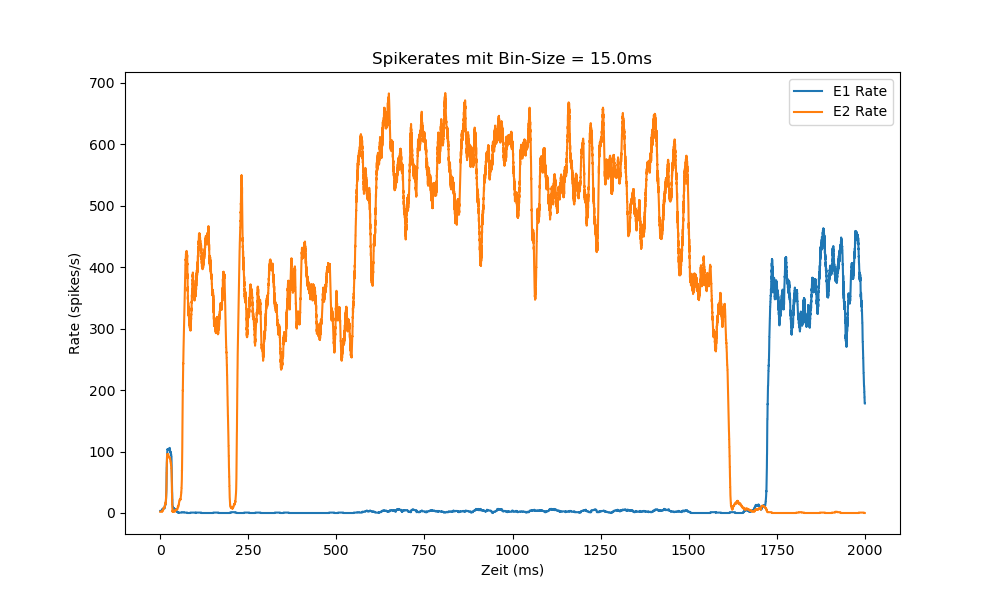 Spikerates mit Bin-Size = 15.0ms
E1 Rate
E2 Rate
Rate (spikes/s)
700
600
500
400
300
200
100
0
0 250 500 750 1000 1250 1500 1750 2000
Zeit (ms)